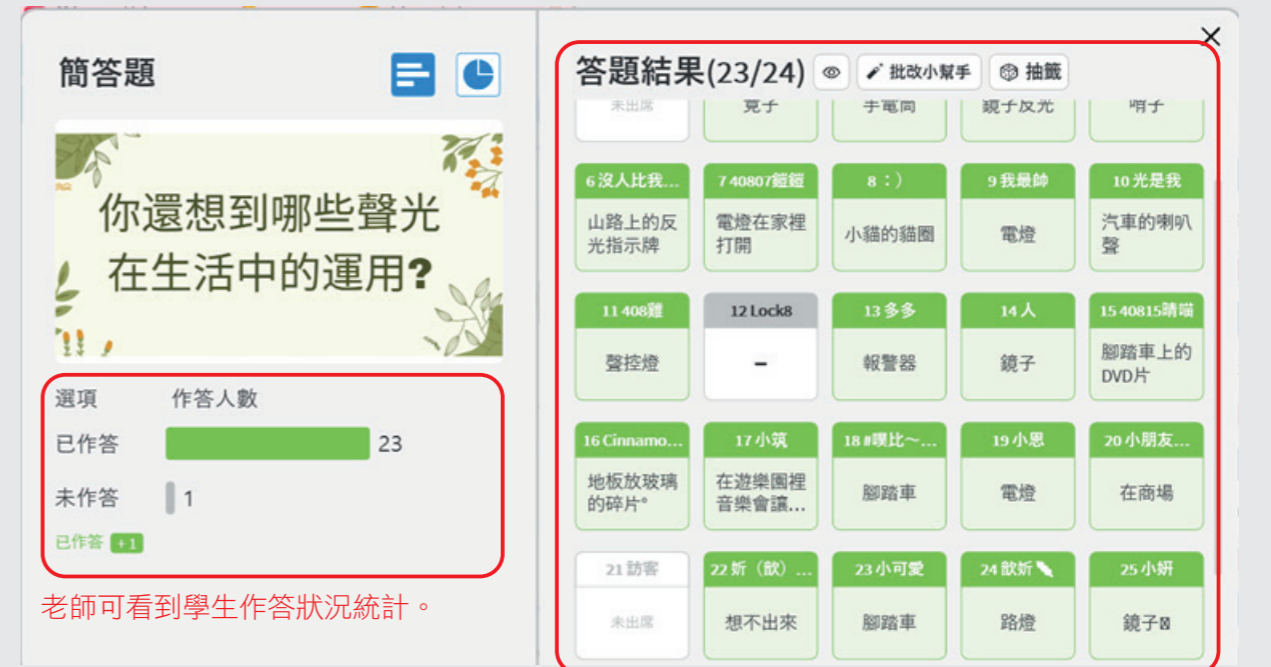 簡答題
你還想到哪些聲光
在生活中的運用?
選項 作答人數
已作答 23
未作答 1
已作答 +1
老師可看到學生作答狀況統計。
答題結果(23/24) 批改小幫手 抽籤
未出席 竟子 手電筒 鏡子反光 哨子
6 沒人比我... 7 40807鎧鎧 8 :) 9 我最帥 10 光是我
山路上的反
光指示牌
電燈在家裡
打開
小貓的貓圈
電燈
汽車的喇叭
聲
11 408雞 12 Lock8 13 多多 14 人 15 40815晴喵
聲控燈 – 報警器 鏡子
腳踏車上的
DVD片
16 Cinnamo... 17 小筑 18 #噗比～... 19 小恩 20 小朋友...
地板放玻璃
的碎片°
在遊樂園裡
音樂會讓...
腳踏車
電燈
在商場
21 訪客 22 妡（歆）... 23 小可愛 24 歆妡 25 小妍
未出席 想不出來 腳踏車 路燈 鏡子